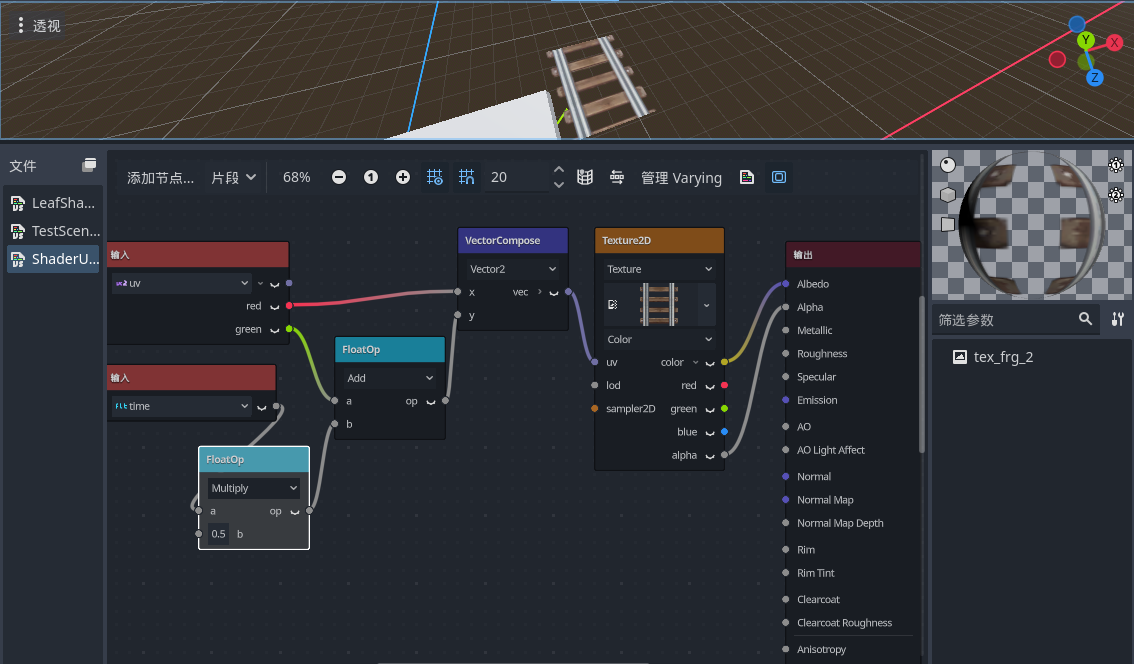 透视
Y
X
Z
文件
添加节点...
片段
68%
1
20
管理 Varying
LeafSha...
TestScen...
ShaderU...
输入
uv
red
green
输入
time
FloatOp
Multiply
a
op
0.5
b
FloatOp
Add
a
op
b
VectorCompose
Vector2
x
vec
y
Texture2D
Texture
Color
uv
color
lod
red
sampler2D
green
blue
alpha
输出
Albedo
Alpha
Metallic
Roughness
Specular
Emission
AO
AO Light Affect
Normal
Normal Map
Normal Map Depth
Rim
Rim Tint
Clearcoat
Clearcoat Roughness
Anisotropy
1
2
筛选参数
tex_frg_2